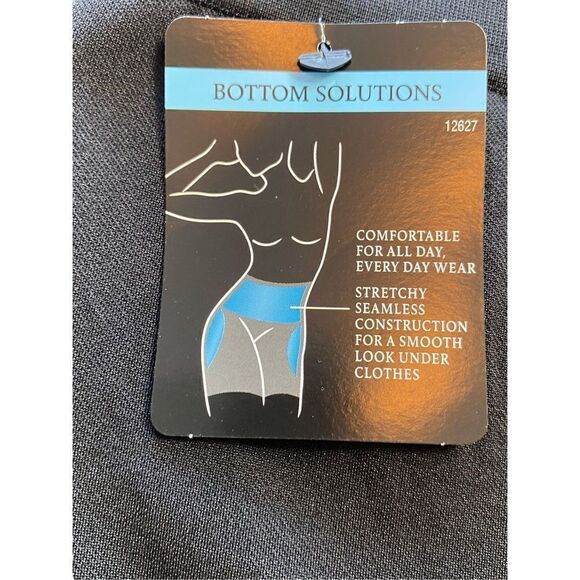 BOTTOM SOLUTIONS
12627
COMFORTABLE
FOR ALL DAY,
EVERY DAY WEAR
STRETCHY
SEAMLESS
CONSTRUCTION
FOR A SMOOTH
LOOK UNDER
CLOTHES